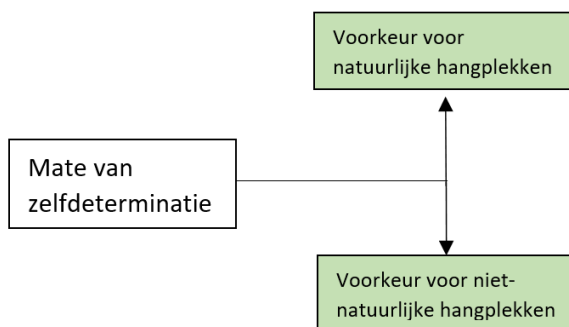 Voorkeur voor
natuurlijke hangplekken
Mate van
zelfdeterminatie
Voorkeur voor niet-
natuurlijke hangplekken